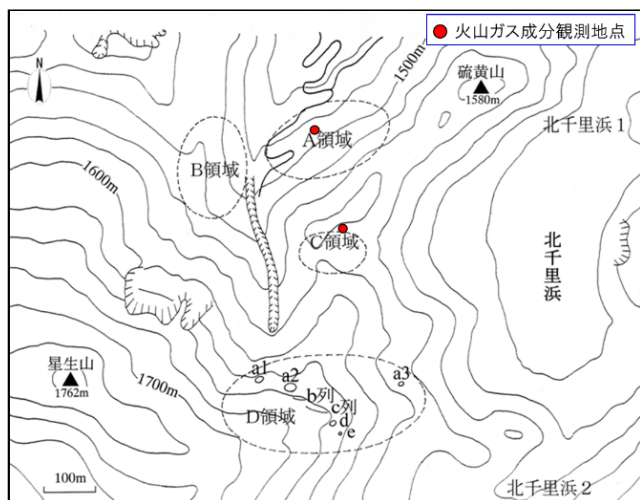 火山ガス成分観測地点
N
1500m
硫黄山
1580m
北千里浜1
A領域
B領域
1600m
C領域
北千里浜
星生山
1762m
1700m
a1
a2
a3
b列
c列
d
e
D領域
100m
北千里浜2